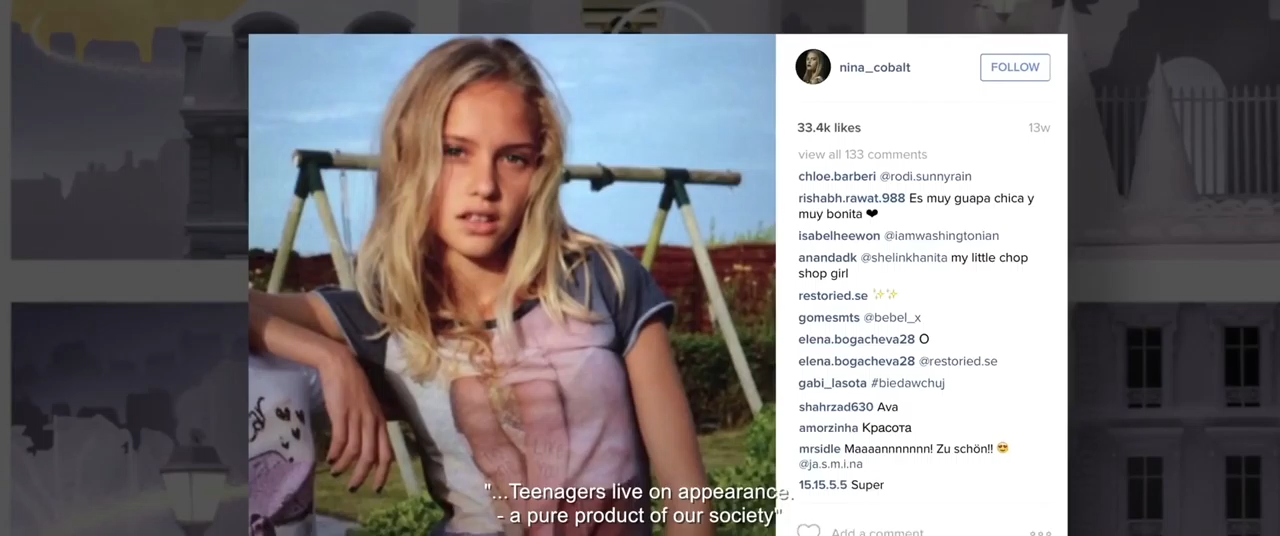 nina_cobalt
FOLLOW
33.4k likes
13w
view all 133 comments
chloe.barberi @rodi.sunnyrain
rishabh.rawat.988 Es muy guapa chica y
muy bonita ❤
isabelheewon @iamwashingtonian
anandadk @shelinkhanita my little chop
shop girl
restoried.se ✨✨
gomesmts @bebel_x
elena.bogacheva28 O
elena.bogacheva28 @restoried.se
gabi_lasota #biedawchuj
shahrzad630 Ava
amorzinha Красота
mrsidle Maaaannnnnnn! Zu schön!! 😍
@ja.s.m.i.na
15.15.5.5 Super
Add a comment
"...Teenagers live on appearance.
- a pure product of our society"